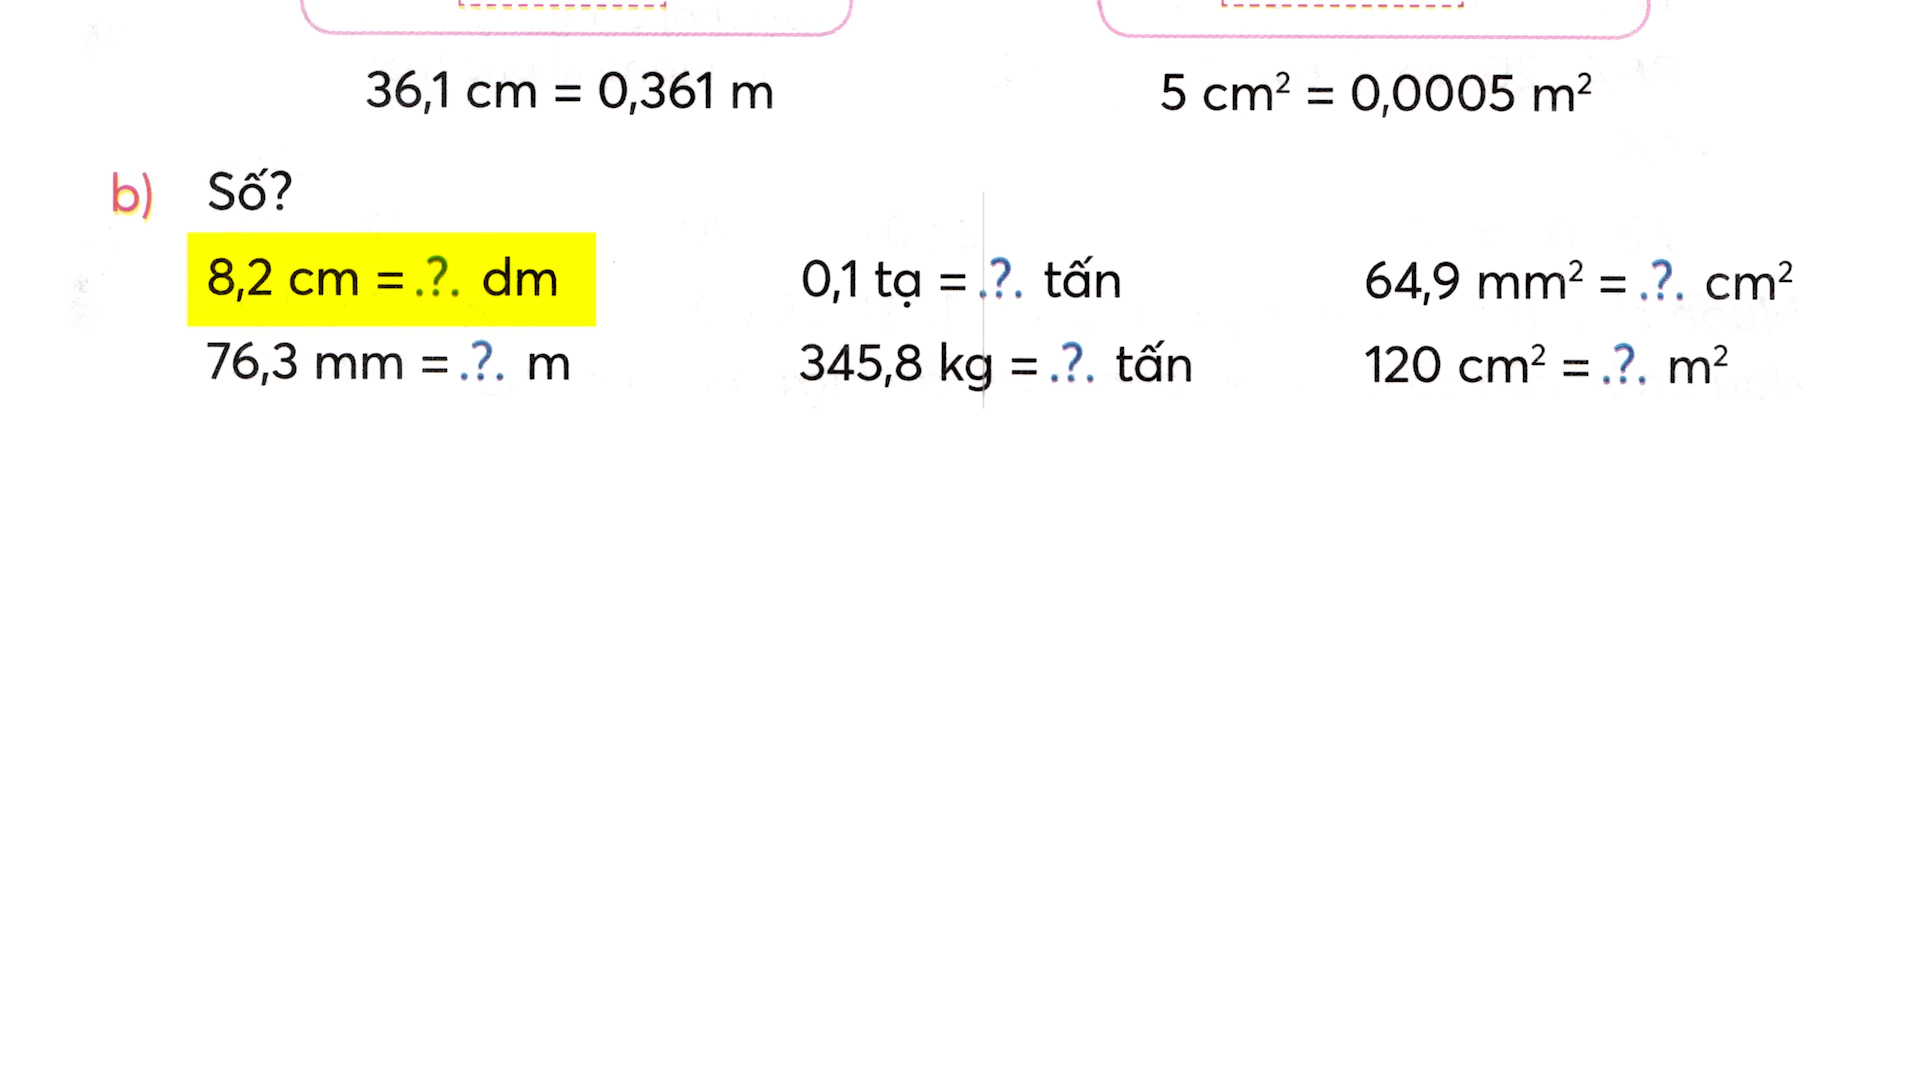 36,1 cm = 0,361 m
5 cm² = 0,0005 m²
b) Số?
8,2 cm = .?. dm
0,1 tạ = .?. tấn
64,9 mm² = .?. cm²
76,3 mm = .?. m
345,8 kg = .?. tấn
120 cm² = .?. m²